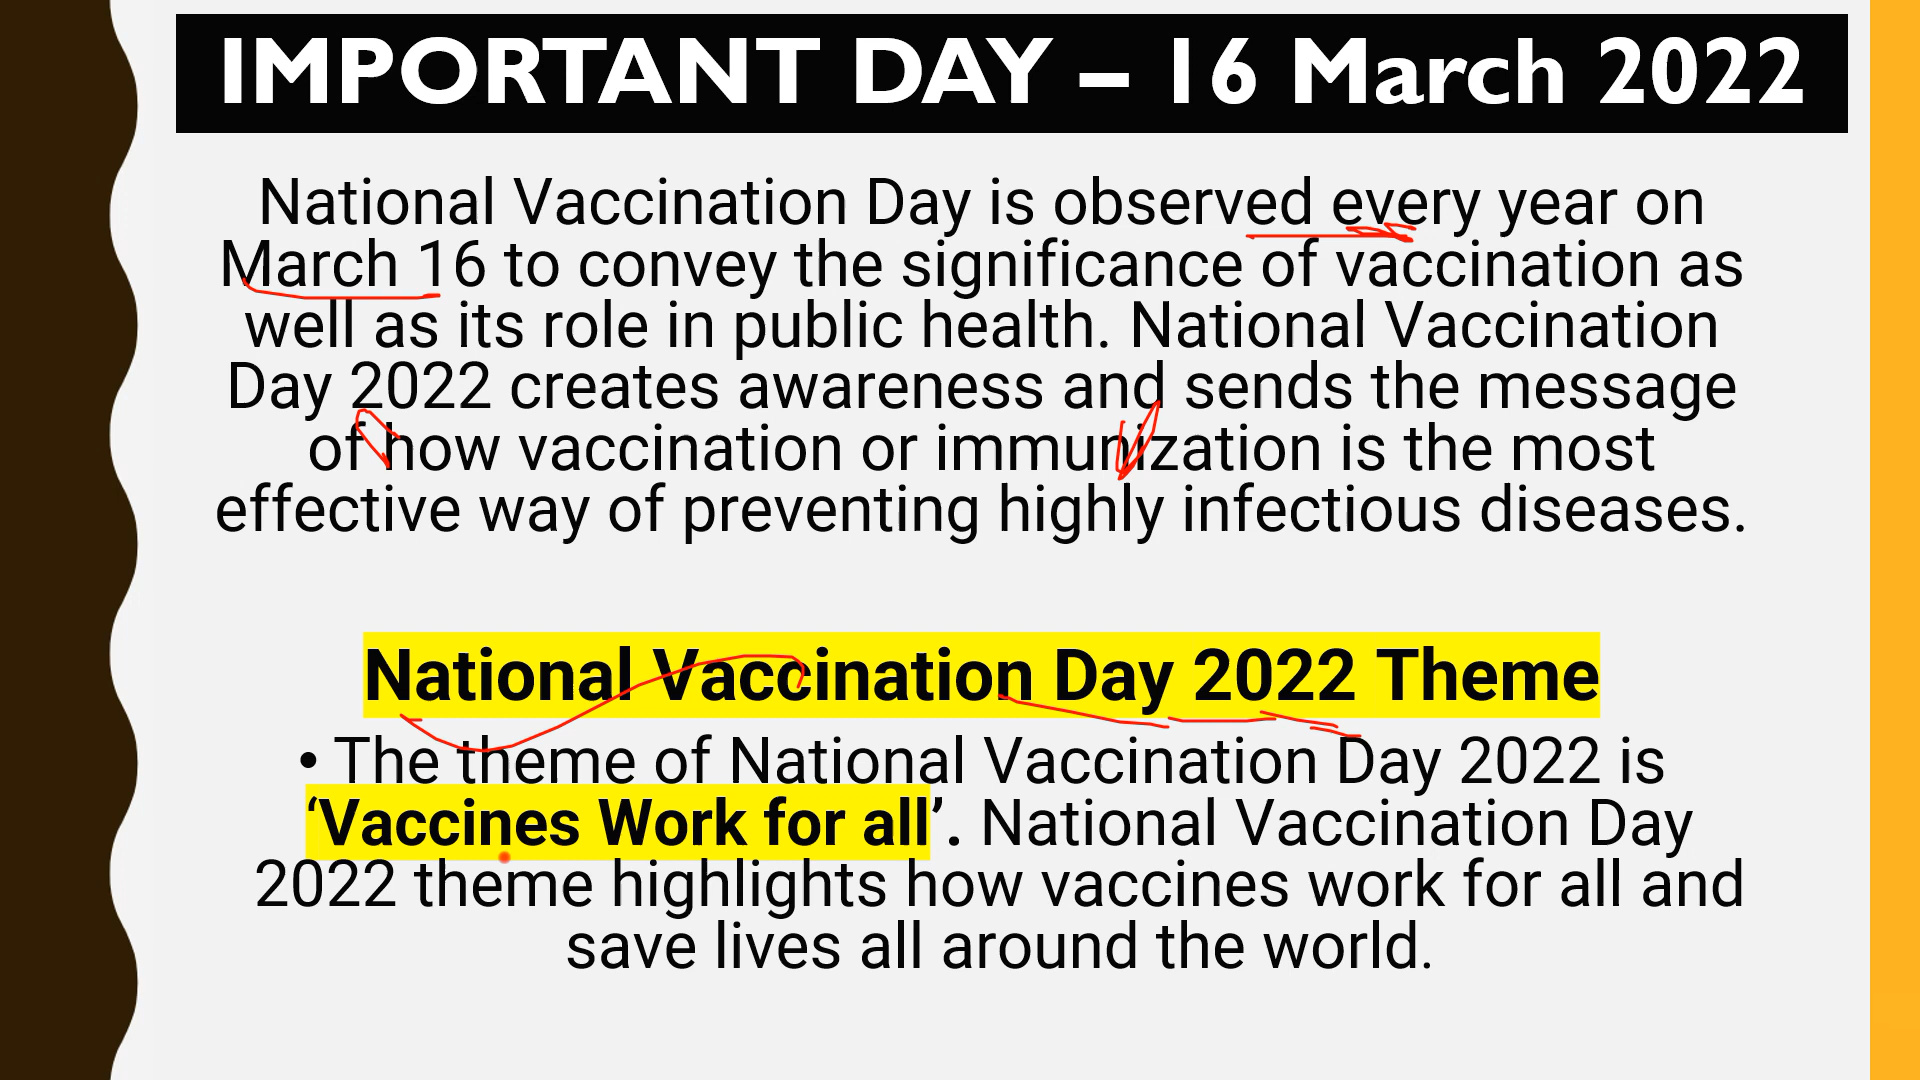 IMPORTANT DAY – 16 March 2022
National Vaccination Day is observed every year on
March 16 to convey the significance of vaccination as
well as its role in public health. National Vaccination
Day 2022 creates awareness and sends the message
of how vaccination or immunization is the most
effective way of preventing highly infectious diseases.
National Vaccination Day 2022 Theme
• The theme of National Vaccination Day 2022 is
‘Vaccines Work for all’. National Vaccination Day
2022 theme highlights how vaccines work for all and
save lives all around the world.